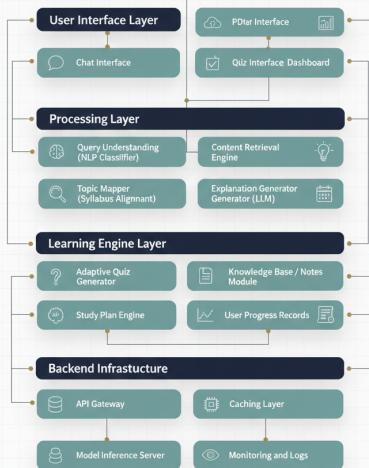 User Interface Layer
PDfar Interface
Chat Interface
Quiz Interface Dashboard
Processing Layer
Query Understanding
(NLP Classifier)
Content Retrieval
Engine
Topic Mapper
(Syllabus Alignnant)
Explanation Generator
Generator (LLM)
Learning Engine Layer
Adaptive Quiz
Generator
Knowledge Base / Notes
Module
Study Plan Engine
User Progress Records
Backend Infrastucture
API Gateway
Caching Layer
Model Inference Server
Monitoring and Logs